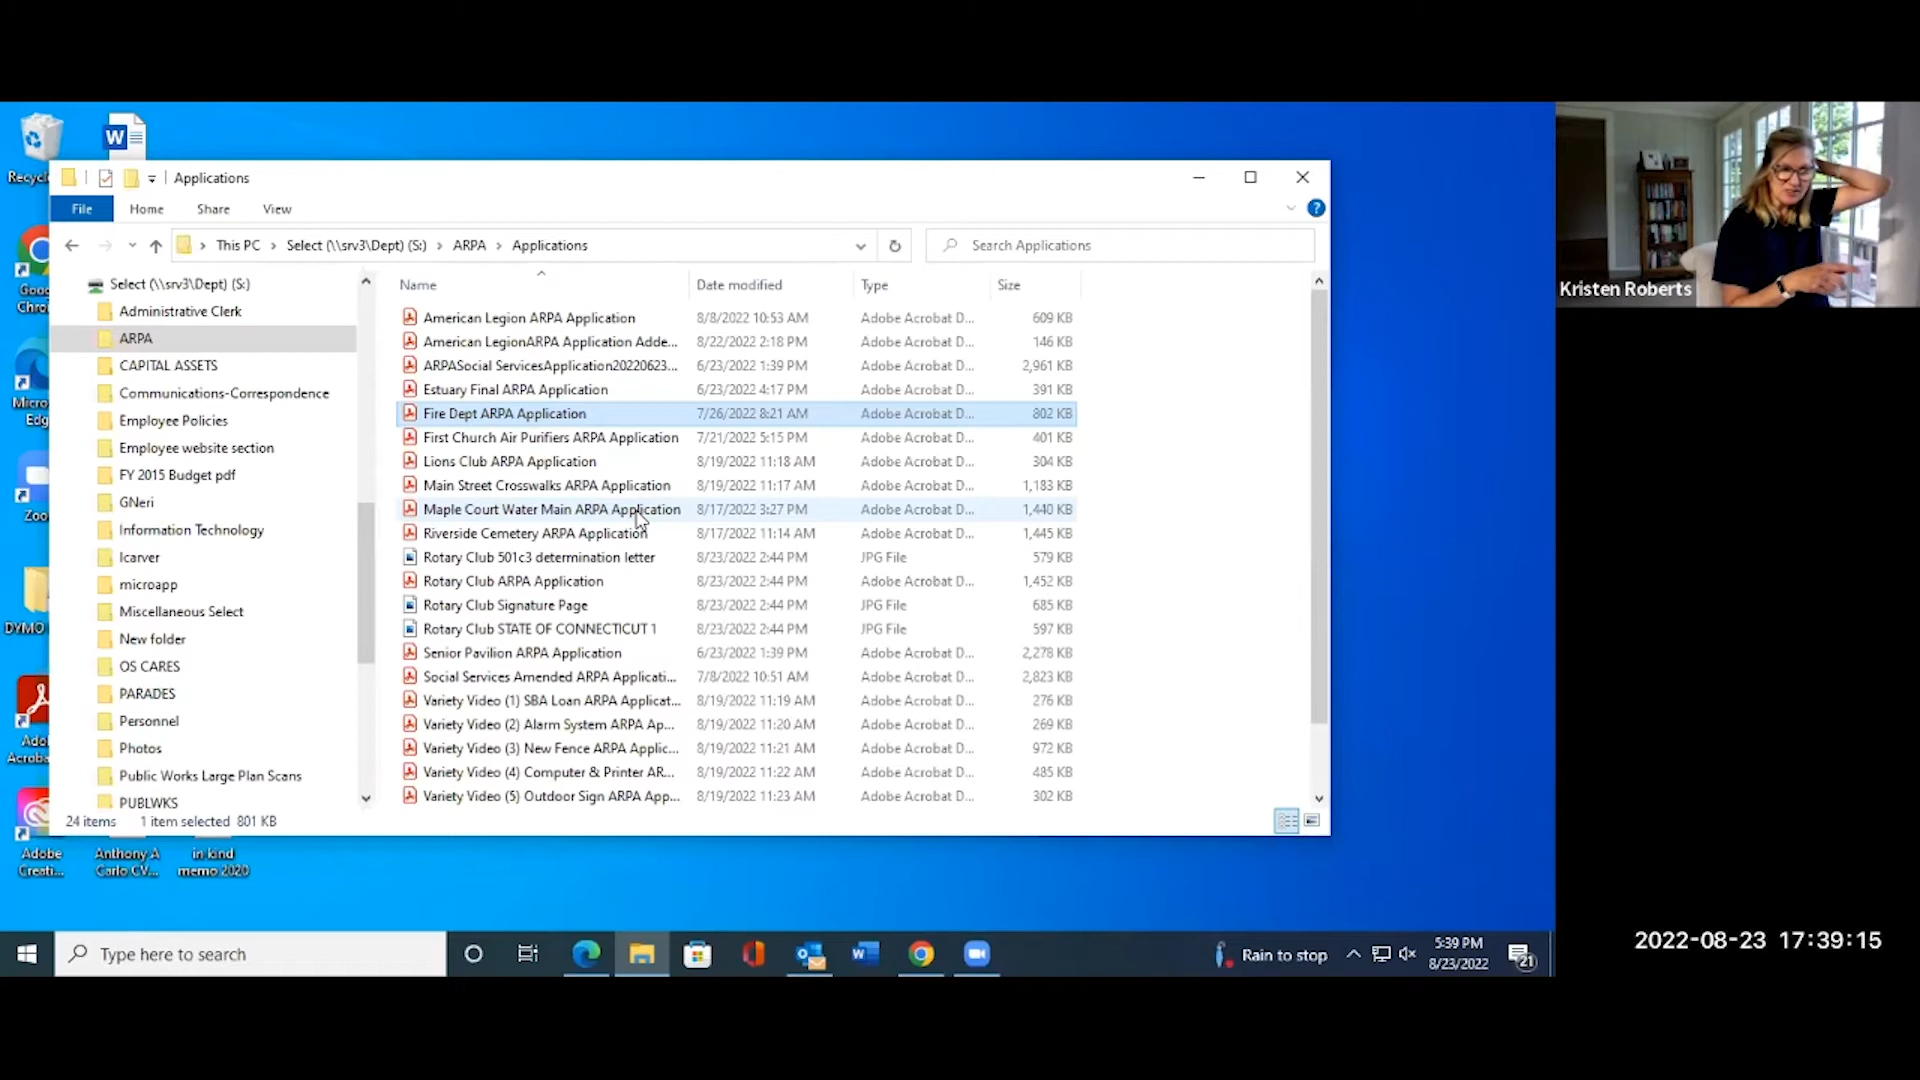 Applications
File Home Share View
This PC > Select (\\srv3\Dept) (S:) > ARPA > Applications
Search Applications
Select (\\srv3\Dept) (S:)
Administrative Clerk
ARPA
CAPITAL ASSETS
Communications-Correspondence
Employee Policies
Employee website section
FY 2015 Budget pdf
GNeri
Information Technology
lcarver
microapp
Miscellaneous Select
New folder
OS CARES
PARADES
Personnel
Photos
Public Works Large Plan Scans
PUBLWKS
Name Date modified Type Size
American Legion ARPA Application 8/8/2022 10:53 AM Adobe Acrobat D... 609 KB
American LegionARPA Application Adde... 8/22/2022 2:18 PM Adobe Acrobat D... 146 KB
ARPASocial ServicesApplication20220623... 6/23/2022 1:39 PM Adobe Acrobat D... 2,961 KB
Estuary Final ARPA Application 6/23/2022 4:17 PM Adobe Acrobat D... 391 KB
Fire Dept ARPA Application 7/26/2022 8:21 AM Adobe Acrobat D... 802 KB
First Church Air Purifiers ARPA Application 7/21/2022 5:15 PM Adobe Acrobat D... 401 KB
Lions Club ARPA Application 8/19/2022 11:18 AM Adobe Acrobat D... 304 KB
Main Street Crosswalks ARPA Application 8/19/2022 11:17 AM Adobe Acrobat D... 1,183 KB
Maple Court Water Main ARPA Application 8/17/2022 3:27 PM Adobe Acrobat D... 1,440 KB
Riverside Cemetery ARPA Application 8/17/2022 11:14 AM Adobe Acrobat D... 1,445 KB
Rotary Club 501c3 determination letter 8/23/2022 2:44 PM JPG File 579 KB
Rotary Club ARPA Application 8/23/2022 2:44 PM Adobe Acrobat D... 1,452 KB
Rotary Club Signature Page 8/23/2022 2:44 PM JPG File 685 KB
Rotary Club STATE OF CONNECTICUT 1 8/23/2022 2:44 PM JPG File 597 KB
Senior Pavilion ARPA Application 6/23/2022 1:39 PM Adobe Acrobat D... 2,278 KB
Social Services Amended ARPA Applicati... 7/8/2022 10:51 AM Adobe Acrobat D... 2,823 KB
Variety Video (1) SBA Loan ARPA Applicat... 8/19/2022 11:19 AM Adobe Acrobat D... 276 KB
Variety Video (2) Alarm System ARPA Ap... 8/19/2022 11:20 AM Adobe Acrobat D... 269 KB
Variety Video (3) New Fence ARPA Applic... 8/19/2022 11:21 AM Adobe Acrobat D... 972 KB
Variety Video (4) Computer & Printer AR... 8/19/2022 11:22 AM Adobe Acrobat D... 485 KB
Variety Video (5) Outdoor Sign ARPA App... 8/19/2022 11:23 AM Adobe Acrobat D... 302 KB
24 items 1 item selected 801 KB
Recycl
Goo
Chro
Micro
Edg
Zoo
DYMO
Ado
Acroba
Adobe
Creati...
Anthony A
Carlo CV...
in kind
memo 2020
Type here to search
Rain to stop
5:39 PM
8/23/2022
21
Kristen Roberts
2022-08-23 17:39:15